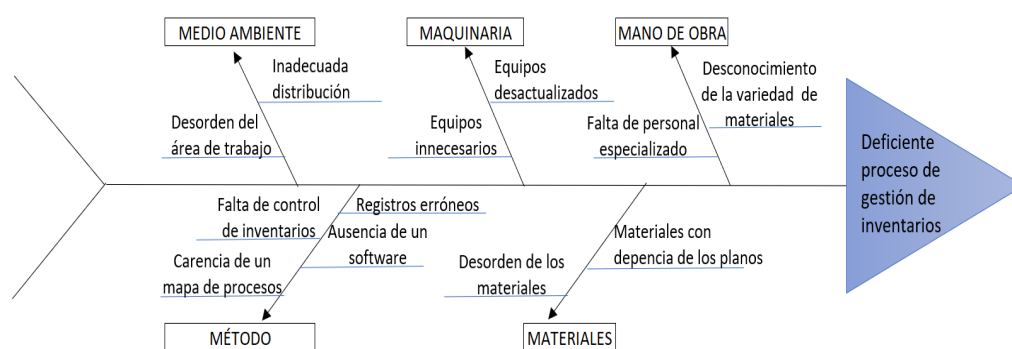 MEDIO AMBIENTE
MAQUINARIA
MANO DE OBRA
Inadecuada
distribución
Desorden del
área de trabajo
Equipos
desactualizados
Equipos
innecesarios
Desconocimiento
de la variedad de
materiales
Falta de personal
especializado
Deficiente
proceso de
gestión de
inventarios
Falta de control
de inventarios
Registros erróneos
Ausencia de un
software
Carencia de un
mapa de procesos
Materiales con
depencia de los planos
Desorden de los
materiales
MÉTODO
MATERIALES